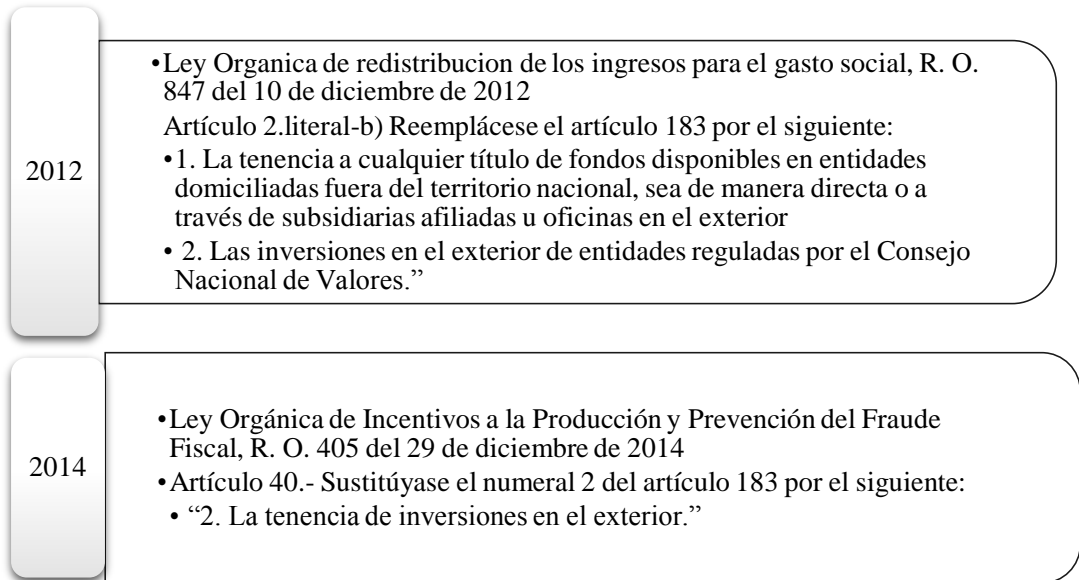 2012
•Ley Organica de redistribucion de los ingresos para el gasto social, R. O.
847 del 10 de diciembre de 2012
Artículo 2.literal-b) Reemplácese el artículo 183 por el siguiente:
•1. La tenencia a cualquier título de fondos disponibles en entidades
domiciliadas fuera del territorio nacional, sea de manera directa o a
través de subsidiarias afiliadas u oficinas en el exterior
• 2. Las inversiones en el exterior de entidades reguladas por el Consejo
Nacional de Valores.”
2014
•Ley Orgánica de Incentivos a la Producción y Prevención del Fraude
Fiscal, R. O. 405 del 29 de diciembre de 2014
•Artículo 40.- Sustitúyase el numeral 2 del artículo 183 por el siguiente:
• “2. La tenencia de inversiones en el exterior.”